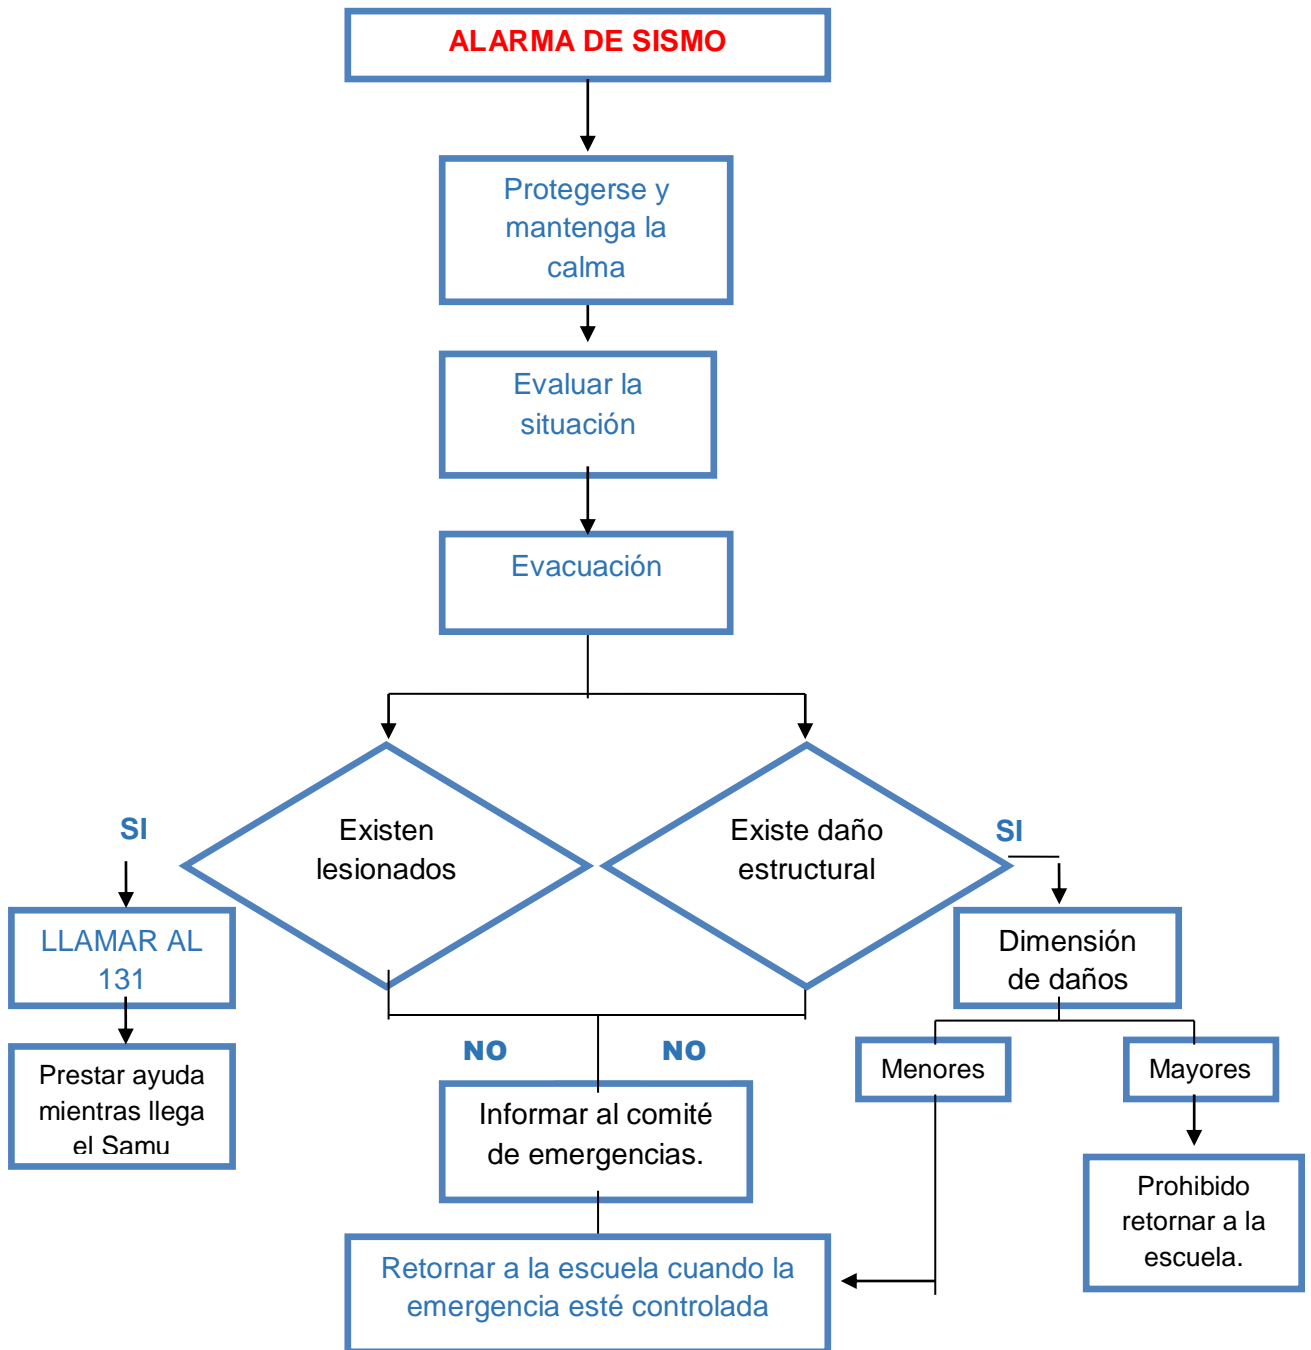 ALARMA DE SISMO
Protegerse y
mantenga la
calma
Evaluar la
situación
Evacuación
SI
Existen
lesionados
Existe daño
estructural
SI
LLAMAR AL
131
Dimensión
de daños
Prestar ayuda
mientras llega
el Samu
NO
NO
Menores
Mayores
Informar al comité
de emergencias.
Prohibido
retornar a la
escuela.
Retornar a la escuela cuando la
emergencia esté controlada